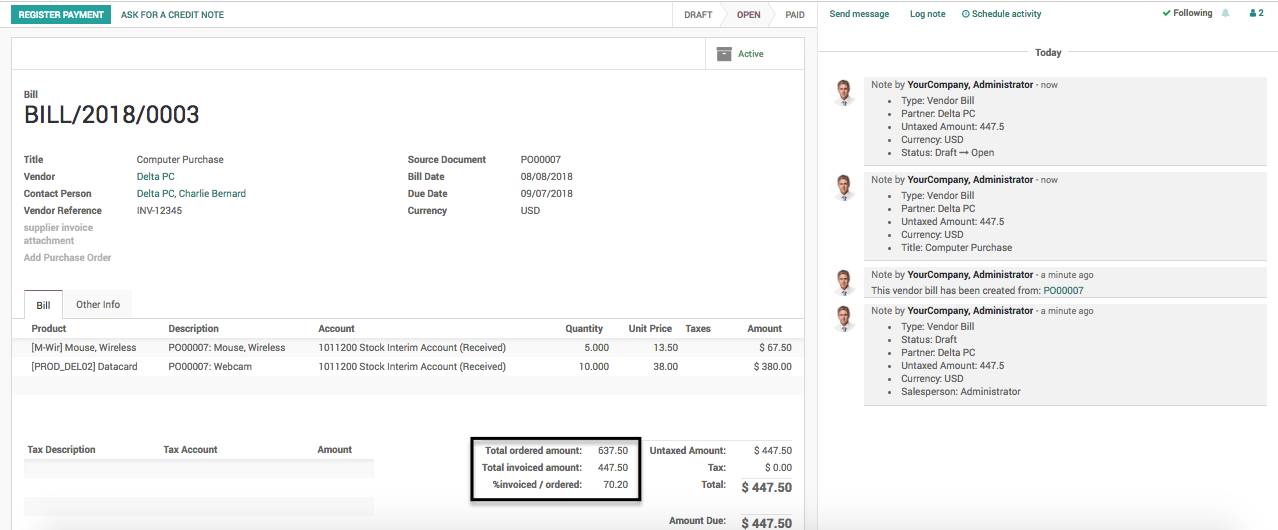 REGISTER PAYMENT ASK FOR A CREDIT NOTE DRAFT OPEN PAID
Active
Bill
BILL/2018/0003
Title Computer Purchase Source Document PO00007
Vendor Delta PC Bill Date 08/08/2018
Contact Person Delta PC, Charlie Bernard Due Date 09/07/2018
Vendor Reference INV-12345 Currency USD
supplier invoice
attachment
Add Purchase Order
Bill Other Info
Product Description Account Quantity Unit Price Taxes Amount
[M-Wir] Mouse, Wireless PO00007: Mouse, Wireless 1011200 Stock Interim Account (Received) 5.000 13.50 $ 67.50
[PROD_DEL02] Datacard PO00007: Webcam 1011200 Stock Interim Account (Received) 10.000 38.00 $ 380.00
Tax Description Tax Account Amount
Total ordered amount: 637.50
Total invoiced amount: 447.50
%invoiced / ordered: 70.20
Untaxed Amount: $ 447.50
Tax: $ 0.00
Total: $ 447.50
Amount Due: $ 447.50
Send message Log note Schedule activity Following 2
Today
Note by YourCompany, Administrator - now
• Type: Vendor Bill
• Partner: Delta PC
• Untaxed Amount: 447.5
• Currency: USD
• Status: Draft → Open
Note by YourCompany, Administrator - now
• Type: Vendor Bill
• Partner: Delta PC
• Untaxed Amount: 447.5
• Currency: USD
• Title: Computer Purchase
Note by YourCompany, Administrator - a minute ago
This vendor bill has been created from: PO00007
Note by YourCompany, Administrator - a minute ago
• Type: Vendor Bill
• Status: Draft
• Partner: Delta PC
• Untaxed Amount: 447.5
• Currency: USD
• Salesperson: Administrator